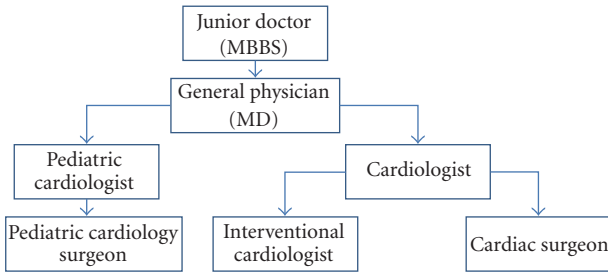 Junior doctor
(MBBS)
General physician
(MD)
Pediatric
cardiologist
Cardiologist
Pediatric cardiology
surgeon
Interventional
cardiologist
Cardiac surgeon